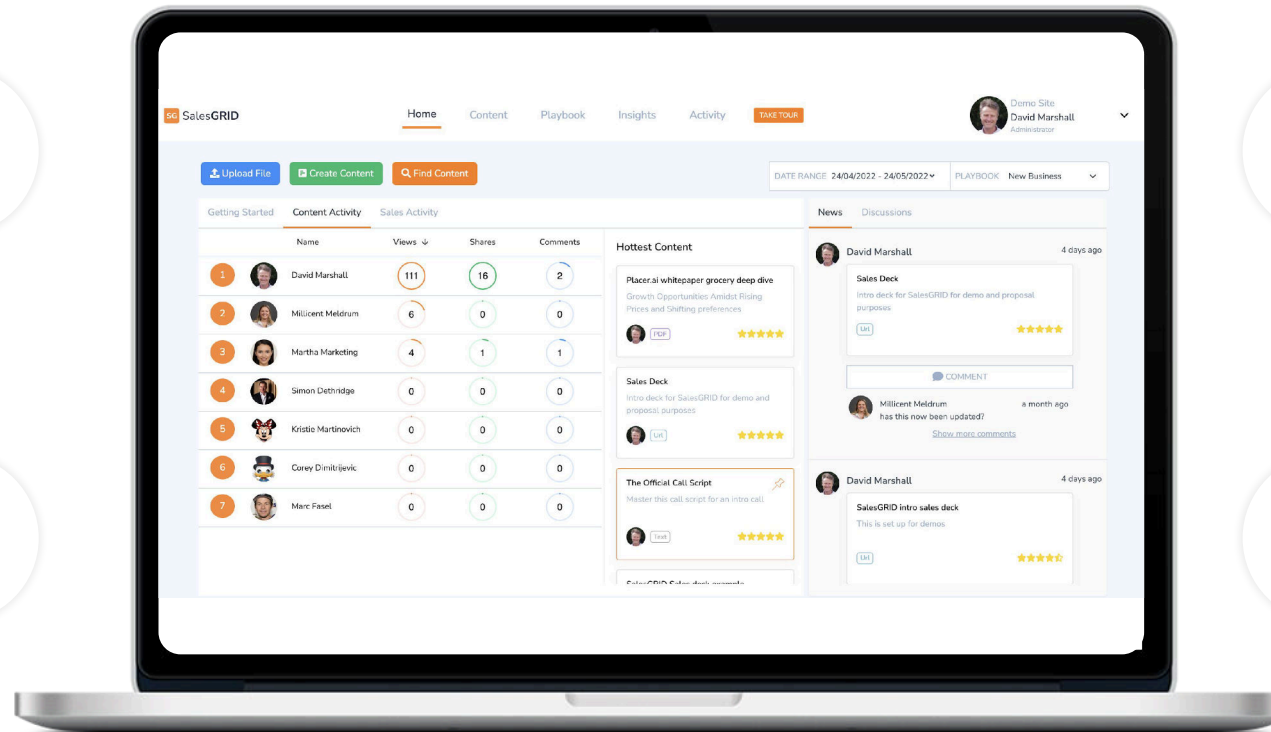 SG SalesGRID
Home Content Playbook Insights Activity TAKE TOUR
Demo Site
David Marshall
Administrator
Upload File Create Content Find Content
DATE RANGE 24/04/2022 - 24/05/2022 PLAYBOOK New Business
Getting Started Content Activity Sales Activity
Name Views ↓ Shares Comments
1 David Marshall 111 16 2
2 Millicent Meldrum 6 0 0
3 Martha Marketing 4 1 1
4 Simon Dethridge 0 0 0
5 Kristie Martinovich 0 0 0
6 Corey Dimitrijevic 0 0 0
7 Marc Fasel 0 0 0
Hottest Content
Placer.ai whitepaper grocery deep dive
Growth Opportunities Amidst Rising
Prices and Shifting preferences
PDF
Sales Deck
Intro deck for SalesGRID for demo and
proposal purposes
Url
The Official Call Script
Master this call script for an intro call
Text
SalesGRID Sales deck example
News Discussions
David Marshall 4 days ago
Sales Deck
Intro deck for SalesGRID for demo and proposal
purposes
Url
COMMENT
Millicent Meldrum a month ago
has this now been updated?
Show more comments
David Marshall 4 days ago
SalesGRID intro sales deck
This is set up for demos
Url